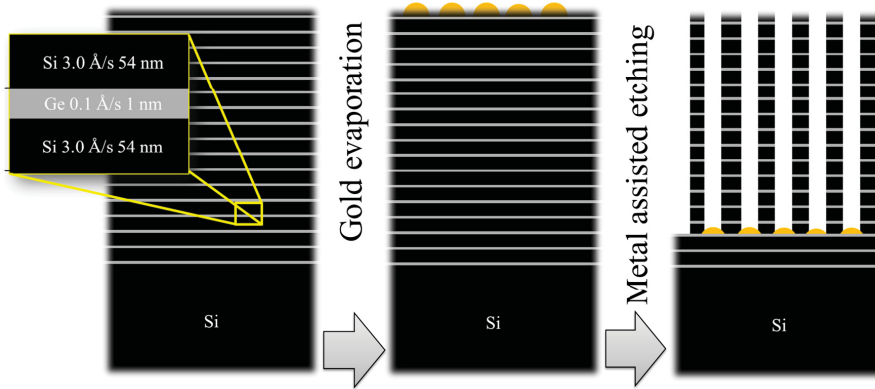 Si 3.0 Å/s 54 nm
Ge 0.1 Å/s 1 nm
Si 3.0 Å/s 54 nm
Si
Gold evaporation
Si
Metal assisted etching
Si